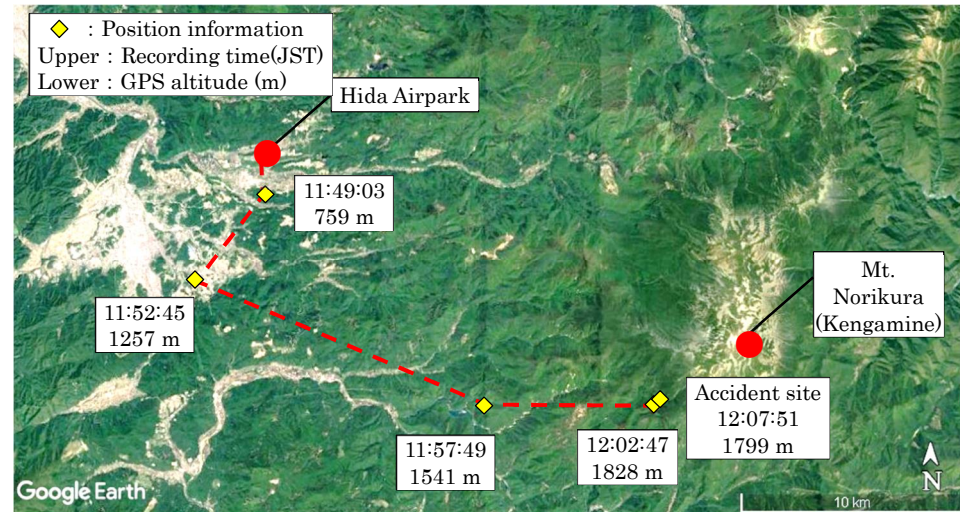 : Position information
Upper : Recording time(JST)
Lower : GPS altitude (m)
Hida Airpark
11:49:03
759 m
11:52:45
1257 m
Mt.
Norikura
(Kengamine)
11:57:49
1541 m
12:02:47
1828 m
Accident site
12:07:51
1799 m
N
Google Earth
10 km